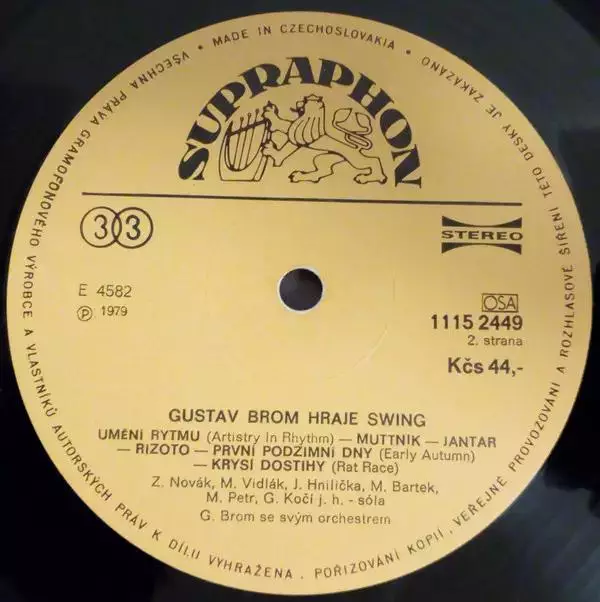 • MADE IN CZECHOSLOVAKIA •
VŠECHNA PRÁVA GRAMOFONOVÉHO VÝROBCE A VLASTNÍKŮ AUTORSKÝCH PRÁV K DÍLU VYHRAŽENA. POŘIZOVÁNÍ KOPIÍ, VEŘEJNÉ PROVOZOVÁNÍ A ROZHLASOVÉ ŠÍŘENÍ TÉTO DESKY JE ZAKÁZÁNO
SUPRAPHON
33
STEREO
E 4582
Ⓟ 1979
OSA
1115 2449
2. strana
Kčs 44,-
GUSTAV BROM HRAJE SWING
UMĚNÍ RYTMU (Artistry In Rhythm) — MUTTNIK — JANTAR
— RIZOTO — PRVNÍ PODZIMNÍ DNY (Early Autumn)
— KRYSÍ DOSTIHY (Rat Race)
Z. Novák, M. Vidlák, J. Hnilička, M. Bartek,
M. Petr, G. Kočí j. h. - sóla
G. Brom se svým orchestrem